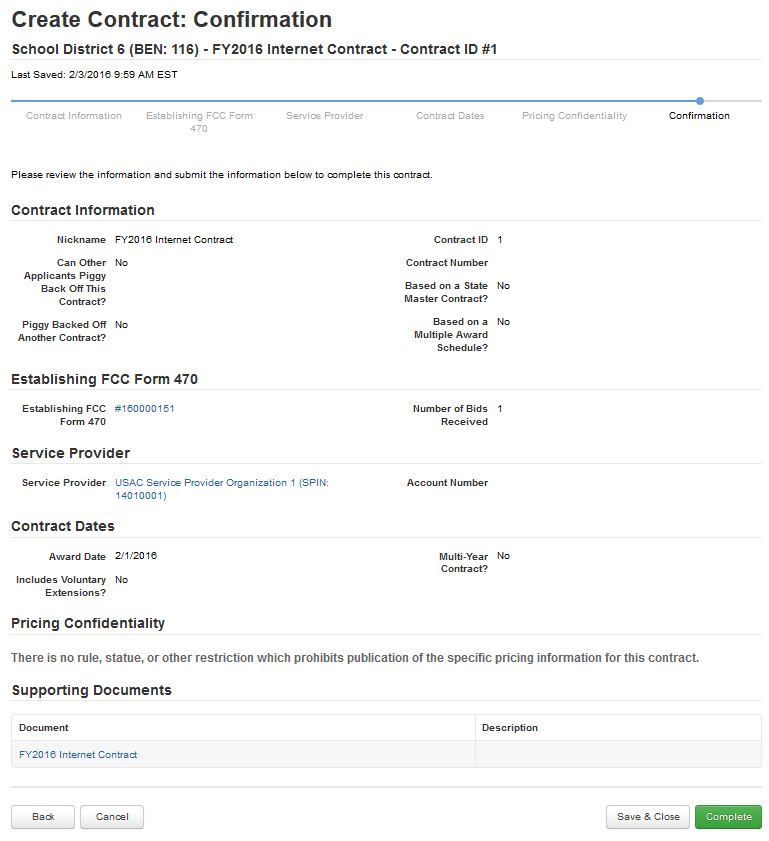 Create Contract: Confirmation
School District 6 (BEN: 116) - FY2016 Internet Contract - Contract ID #1
Last Saved: 2/3/2016 9:59 AM EST
Contract Information
Establishing FCC Form
470
Service Provider
Contract Dates
Pricing Confidentiality
Confirmation
Please review the information and submit the information below to complete this contract.
Contract Information
Nickname FY2016 Internet Contract
Can Other No
Applicants Piggy
Back Off This
Contract?
Piggy Backed Off No
Another Contract?
Contract ID 1
Contract Number
Based on a State No
Master Contract?
Based on a No
Multiple Award
Schedule?
Establishing FCC Form 470
Establishing FCC #160000151
Form 470
Number of Bids 1
Received
Service Provider
Service Provider USAC Service Provider Organization 1 (SPIN:
14010001)
Account Number
Contract Dates
Award Date 2/1/2016
Includes Voluntary No
Extensions?
Multi-Year No
Contract?
Pricing Confidentiality
There is no rule, statue, or other restriction which prohibits publication of the specific pricing information for this contract.
Supporting Documents
Document Description
FY2016 Internet Contract
Back Cancel Save & Close Complete